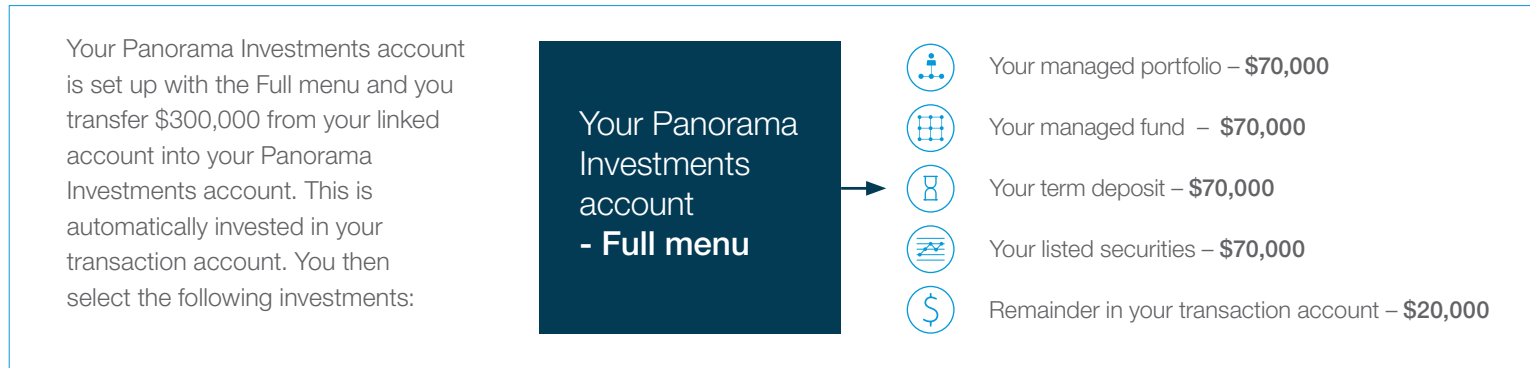 Your Panorama Investments account
is set up with the Full menu and you
transfer $300,000 from your linked
account into your Panorama
Investments account. This is
automatically invested in your
transaction account. You then
select the following investments:
Your Panorama
Investments
account
- Full menu
Your managed portfolio – $70,000
Your managed fund – $70,000
Your term deposit – $70,000
Your listed securities – $70,000
$
Remainder in your transaction account – $20,000